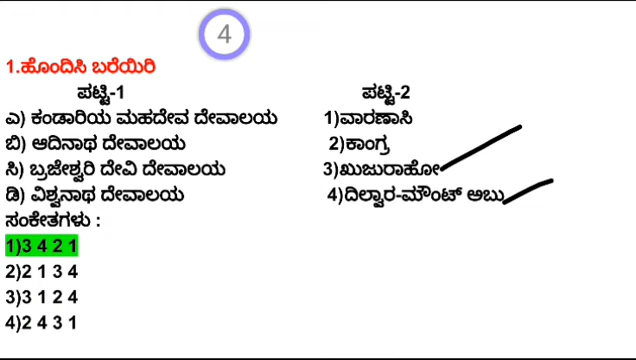 4
1.ಹೊಂದಿಸಿ ಬರೆಯಿರಿ
ಪಟ್ಟಿ-1 ಪಟ್ಟಿ-2
ಎ) ಕಂಡಾರಿಯ ಮಹದೇವ ದೇವಾಲಯ 1)ವಾರಣಾಸಿ
ಬಿ) ಆದಿನಾಥ ದೇವಾಲಯ 2)ಕಾಂಗ್ರ
ಸಿ) ಬ್ರಜೇಶ್ವರಿ ದೇವಿ ದೇವಾಲಯ 3)ಖುಜುರಾಹೋ
ಡಿ) ವಿಶ್ವನಾಥ ದೇವಾಲಯ 4)ದಿಲ್ವಾರ-ಮೌಂಟ್ ಅಬು
ಸಂಕೇತಗಳು :
1)3 4 2 1
2)2 1 3 4
3)3 1 2 4
4)2 4 3 1